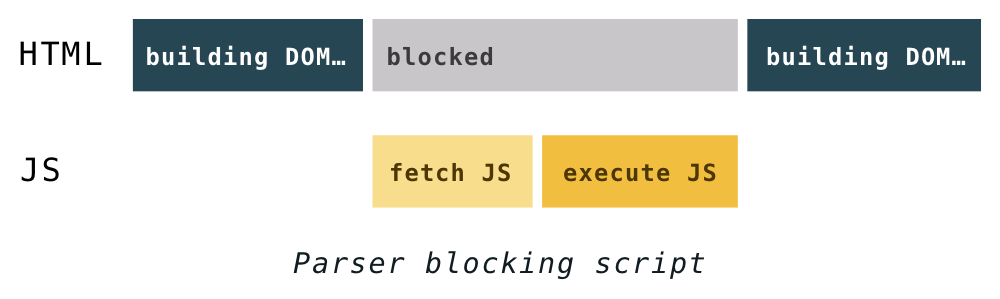 HTML building DOM… blocked building DOM…
JS fetch JS execute JS
Parser blocking script